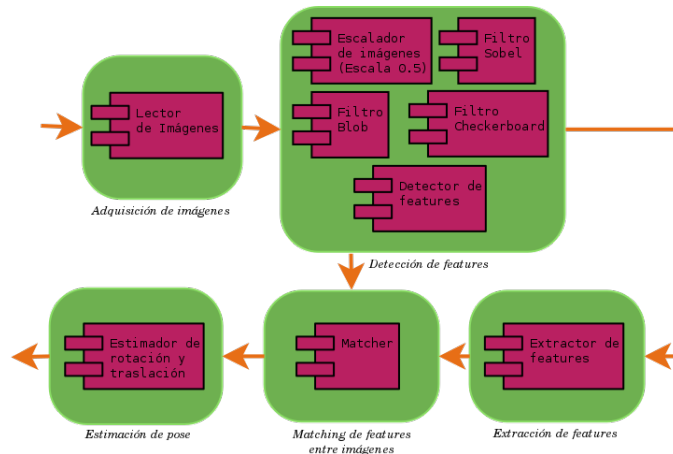 Lector
de Imágenes
Adquisición de imágenes
Escalador
de imágenes
(Escala 0.5)
Filtro
Sobel
Filtro
Blob
Filtro
Checkerboard
Detector de
features
Detección de features
Estimador de
rotación y
traslación
Estimación de pose
Matcher
Matching de features
entre imágenes
Extractor de
features
Extracción de features